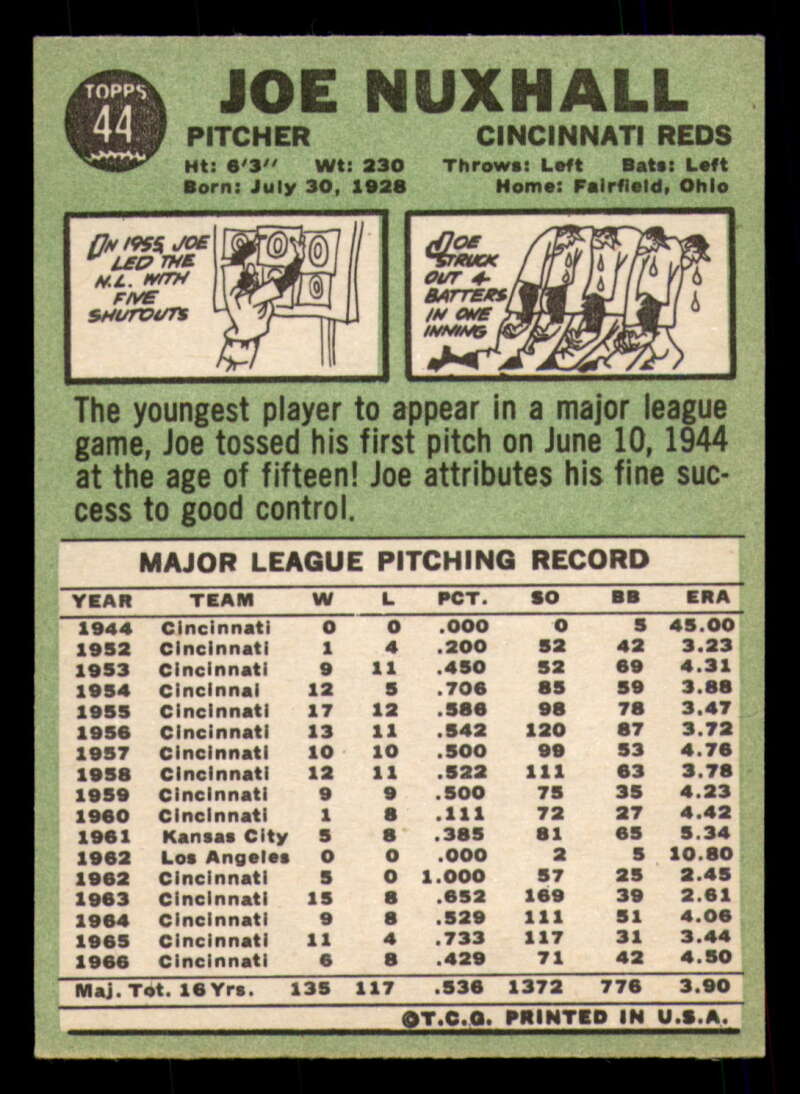 TOPPS
44
JOE NUXHALL
PITCHER CINCINNATI REDS
Ht: 6'3" Wt: 230 Throws: Left Bats: Left
Born: July 30, 1928 Home: Fairfield, Ohio
IN 1955, JOE
LED THE
N.L. WITH
FIVE
SHUTOUTS
0 0 0
0 0
JOE
STRUCK
OUT 4
BATTERS
IN ONE
INNING
The youngest player to appear in a major league
game, Joe tossed his first pitch on June 10, 1944
at the age of fifteen! Joe attributes his fine suc-
cess to good control.
MAJOR LEAGUE PITCHING RECORD
YEAR TEAM W L PCT. SO BB ERA
1944 Cincinnati 0 0 .000 0 5 45.00
1952 Cincinnati 1 4 .200 52 42 3.23
1953 Cincinnati 9 11 .450 52 69 4.31
1954 Cincinnai 12 5 .706 85 59 3.88
1955 Cincinnati 17 12 .586 98 78 3.47
1956 Cincinnati 13 11 .542 120 87 3.72
1957 Cincinnati 10 10 .500 99 53 4.76
1958 Cincinnati 12 11 .522 111 63 3.78
1959 Cincinnati 9 9 .500 75 35 4.23
1960 Cincinnati 1 8 .111 72 27 4.42
1961 Kansas City 5 8 .385 81 65 5.34
1962 Los Angeles 0 0 .000 2 5 10.80
1962 Cincinnati 5 0 1.000 57 25 2.45
1963 Cincinnati 15 8 .652 169 39 2.61
1964 Cincinnati 9 8 .529 111 51 4.06
1965 Cincinnati 11 4 .733 117 31 3.44
1966 Cincinnati 6 8 .429 71 42 4.50
Maj. Tot. 16 Yrs. 135 117 .536 1372 776 3.90
©T.C.G. PRINTED IN U.S.A.